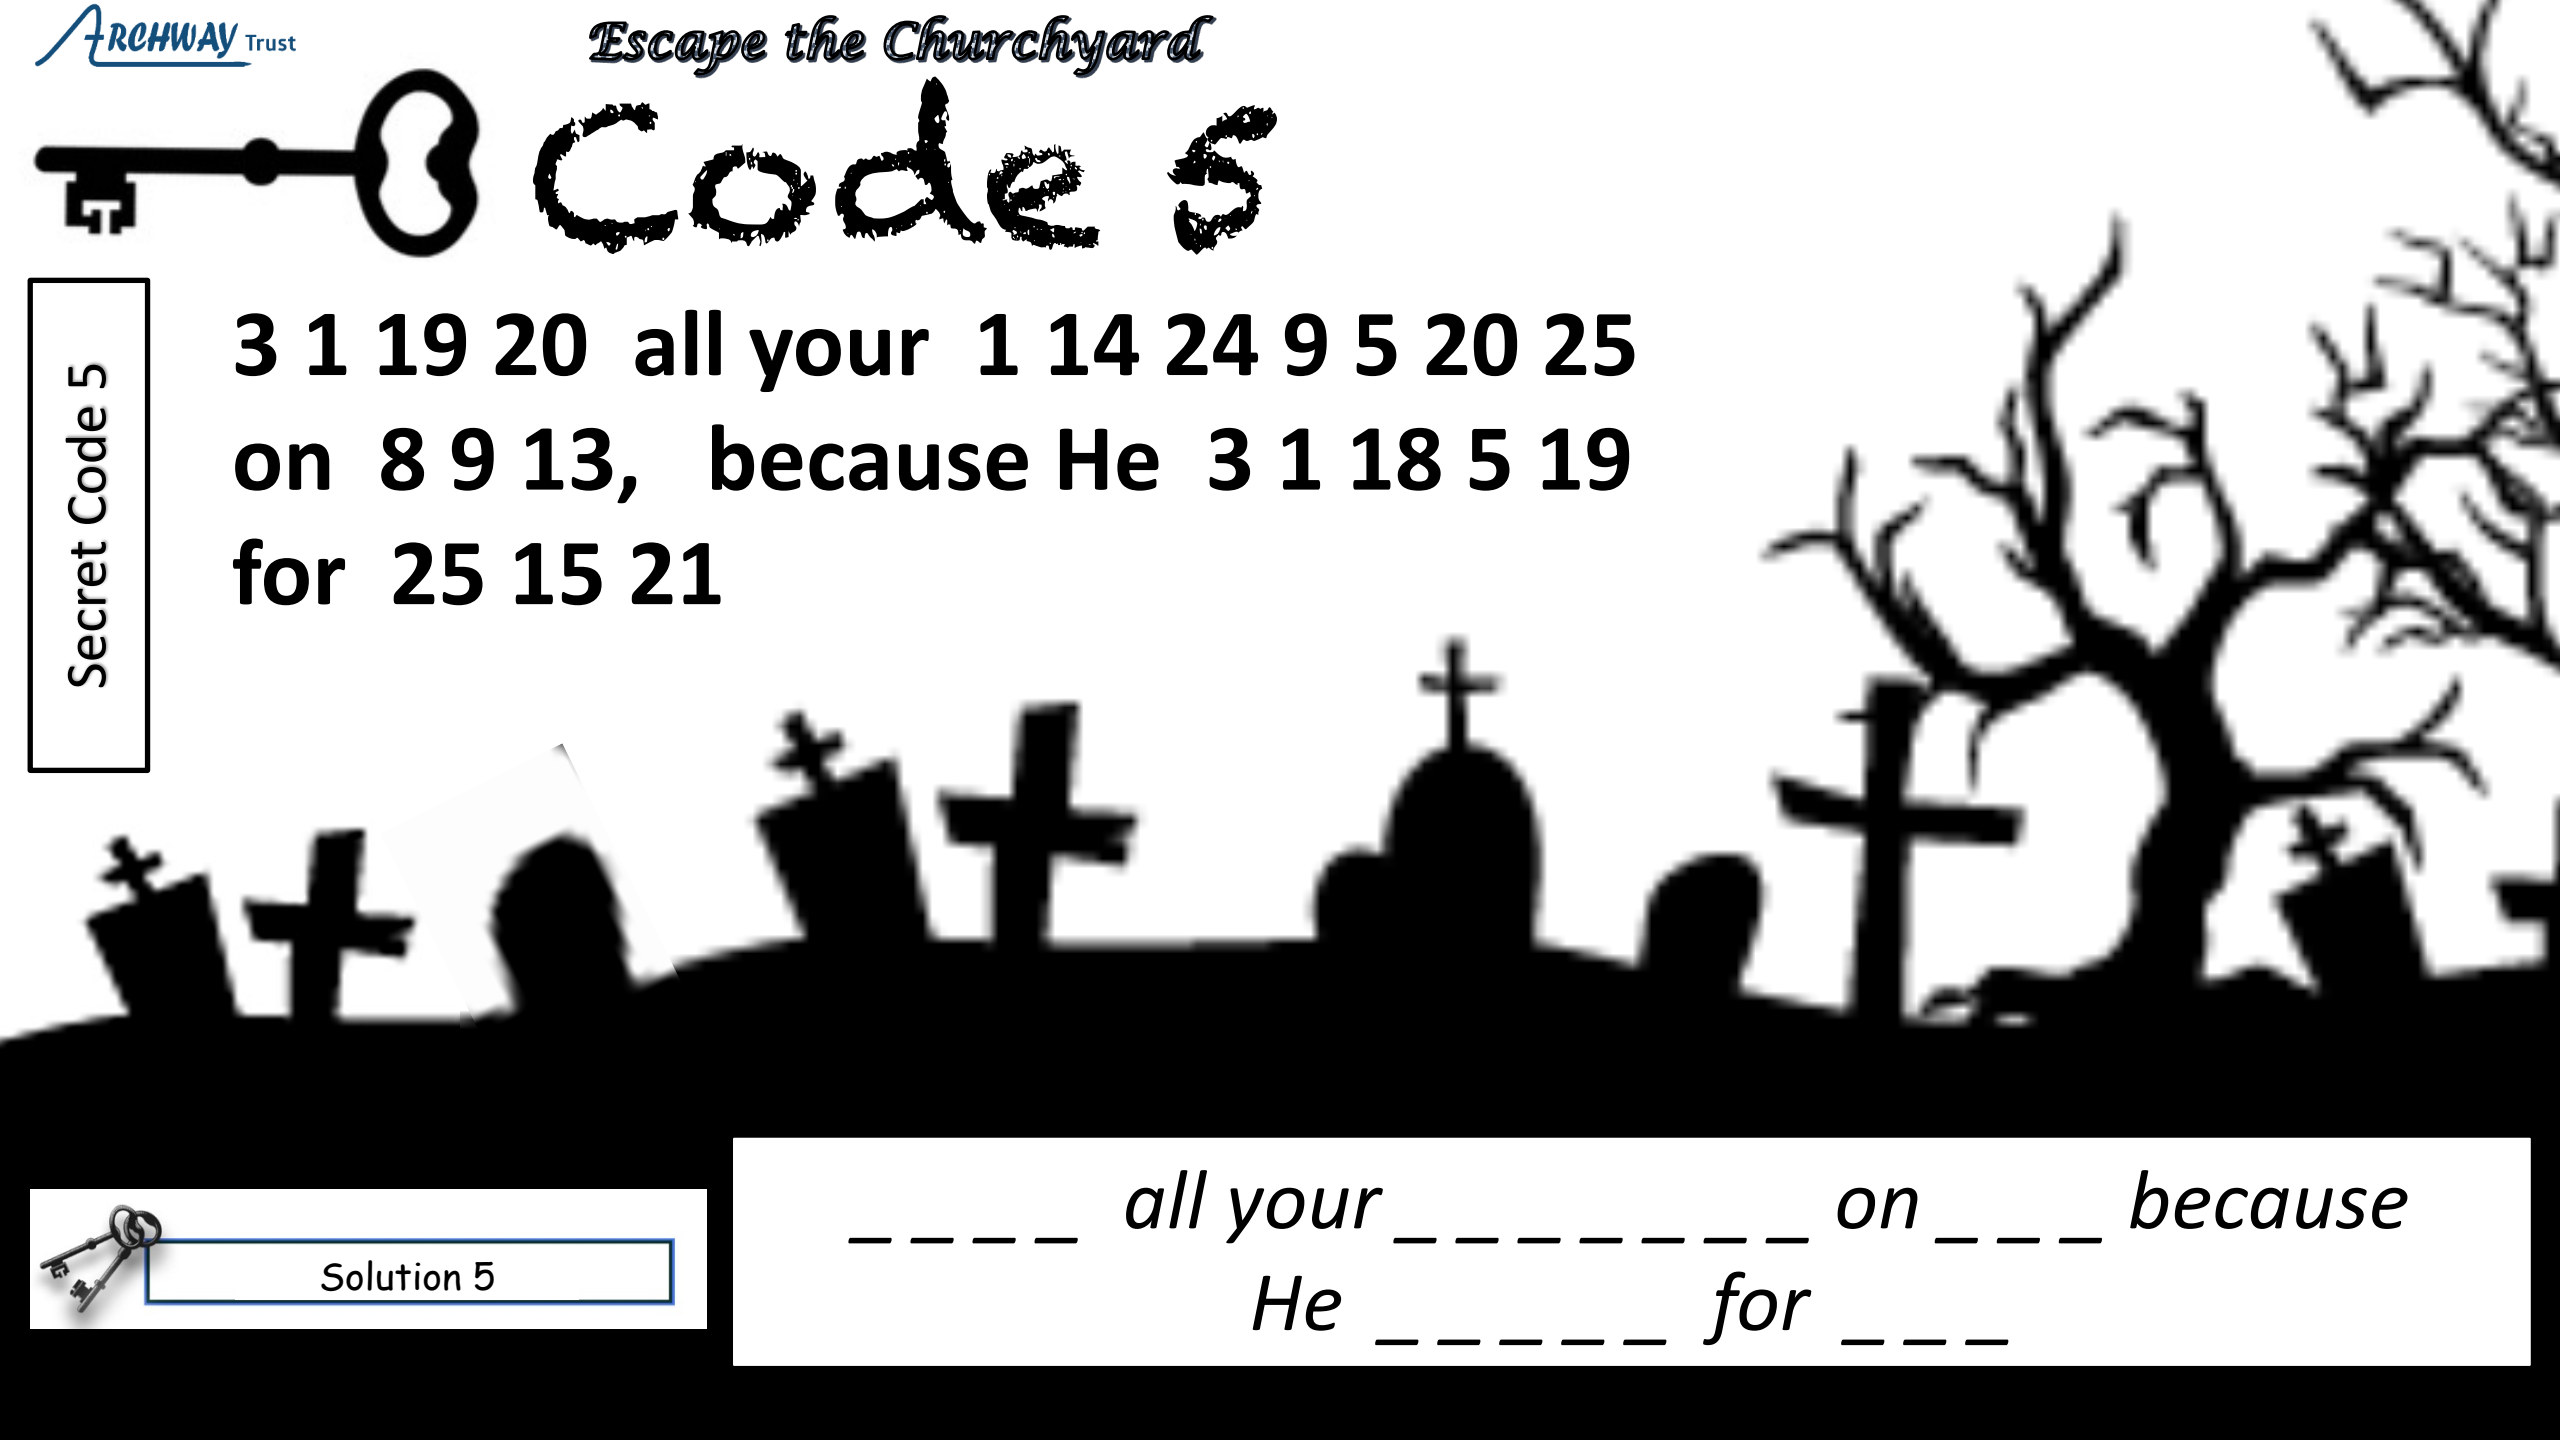 ARCHWAY Trust
Escape the Churchyard
Code 5
Secret Code 5
3 1 19 20 all your 1 14 24 9 5 20 25
on 8 9 13, because He 3 1 18 5 19
for 25 15 21
Solution 5
_ _ _ _ all your _ _ _ _ _ _ _ on _ _ _ because
He _ _ _ _ _ for _ _ _